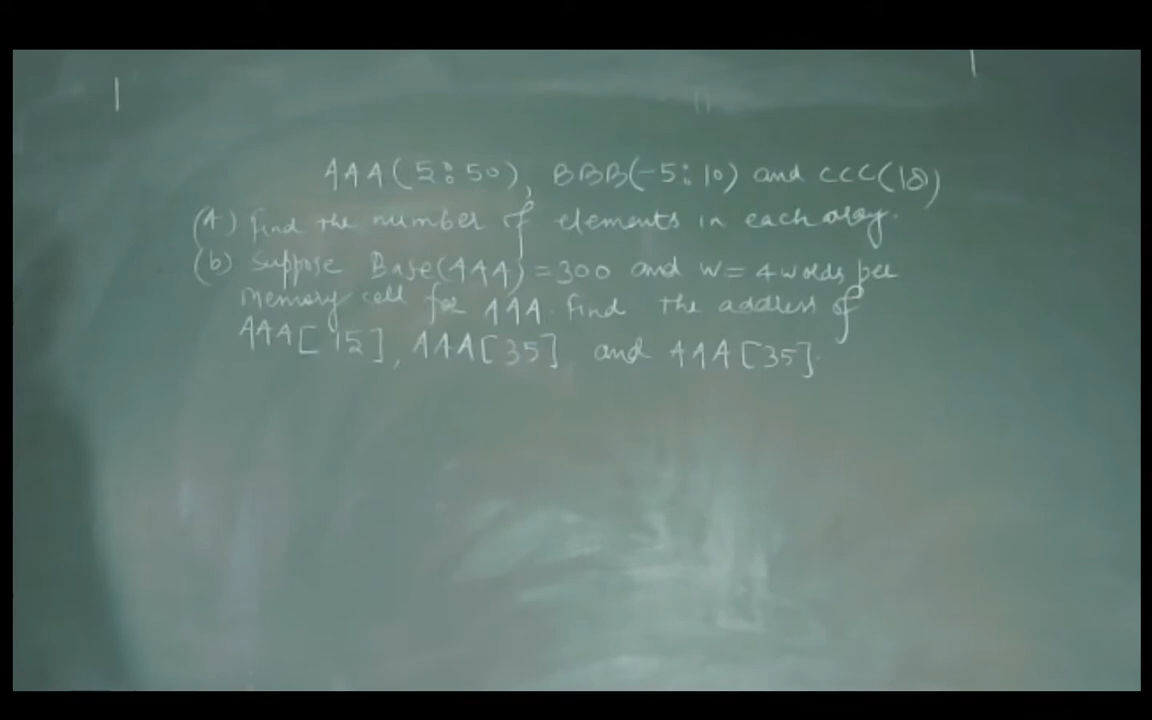 AAA(5:50), BBB(-5:10) and CCC(18)
(A) find the number of elements in each array.
(b) Suppose Base(AAA) = 300 and w = 4 words per
memory cell for AAA. Find the address of
AAA[15], AAA[35] and AAA[35].